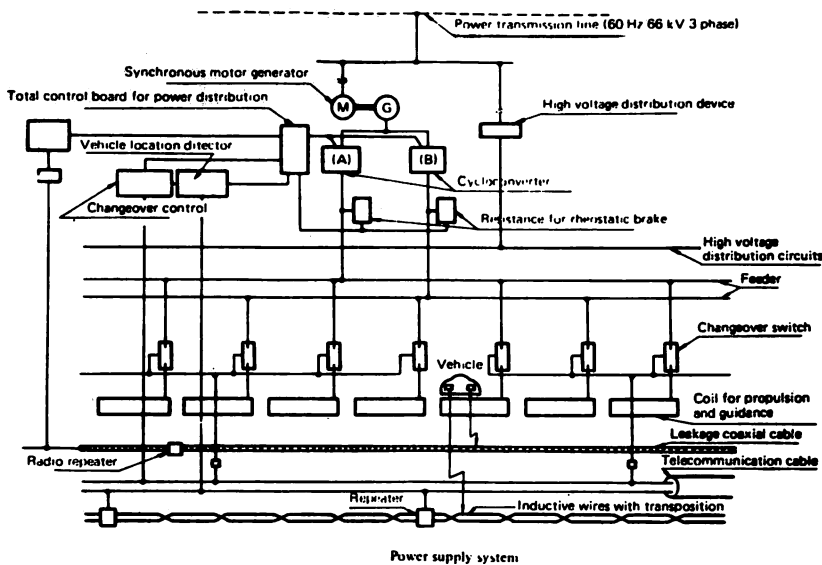 Power transmission line (60 Hz 66 kV 3 phase)
Synchronous motor generator
M
G
Total control board for power distribution
High voltage distribution device
Vehicle location ditector
(A)
(B)
Cycloconverter
Changeover control
Resistance for rheostatic brake
High voltage
distribution circuits
Feeder
Changeover switch
Vehicle
Coil for propulsion
and guidance
Leakage coaxial cable
Radio repeater
Telecommunication cable
Repeater
Inductive wires with transposition
Power supply system